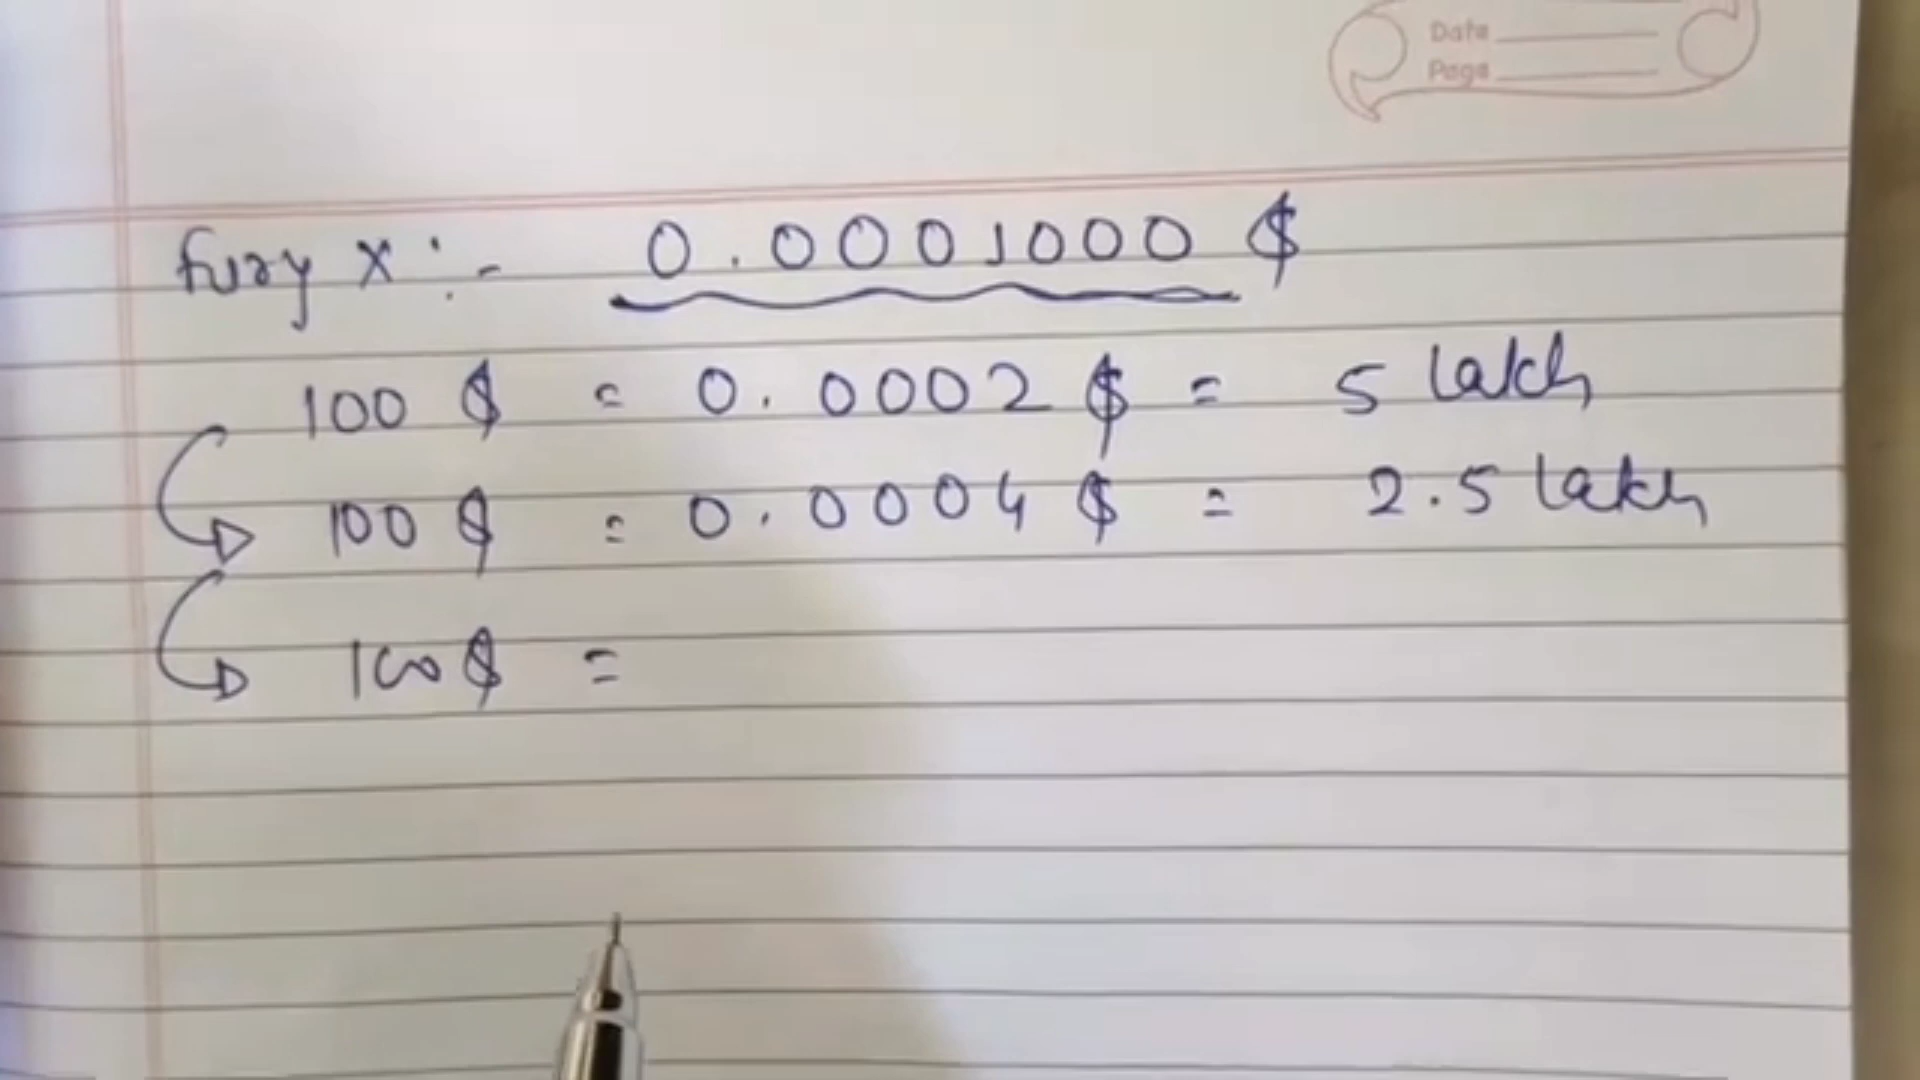 Date
Page
fury x :- 0.0001000 $
100 $ = 0.0002 $ = 5 lakh
100 $ = 0.0004 $ = 2.5 lakh
100 $ =